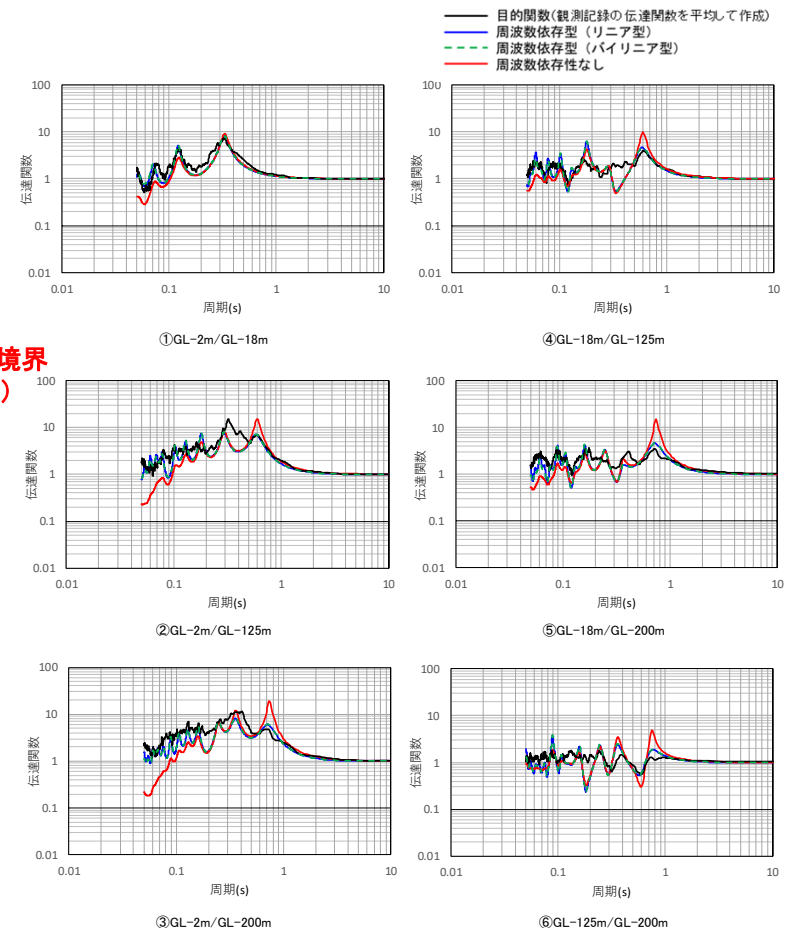 目的関数(観測記録の伝達関数を平均して作成)
周波数依存型（リニア型）
周波数依存型（バイリニア型）
周波数依存性なし
100
10
1
0.1
0.01
伝達関数
0.01 0.1 1 10
周期(s)
①GL-2m/GL-18m
100
10
1
0.1
0.01
伝達関数
0.01 0.1 1 10
周期(s)
④GL-18m/GL-125m
境界
）
100
10
1
0.1
0.01
伝達関数
0.01 0.1 1 10
周期(s)
②GL-2m/GL-125m
100
10
1
0.1
0.01
伝達関数
0.01 0.1 1 10
周期(s)
⑤GL-18m/GL-200m
100
10
1
0.1
0.01
伝達関数
0.01 0.1 1 10
周期(s)
③GL-2m/GL-200m
100
10
1
0.1
0.01
伝達関数
0.01 0.1 1 10
周期(s)
⑥GL-125m/GL-200m